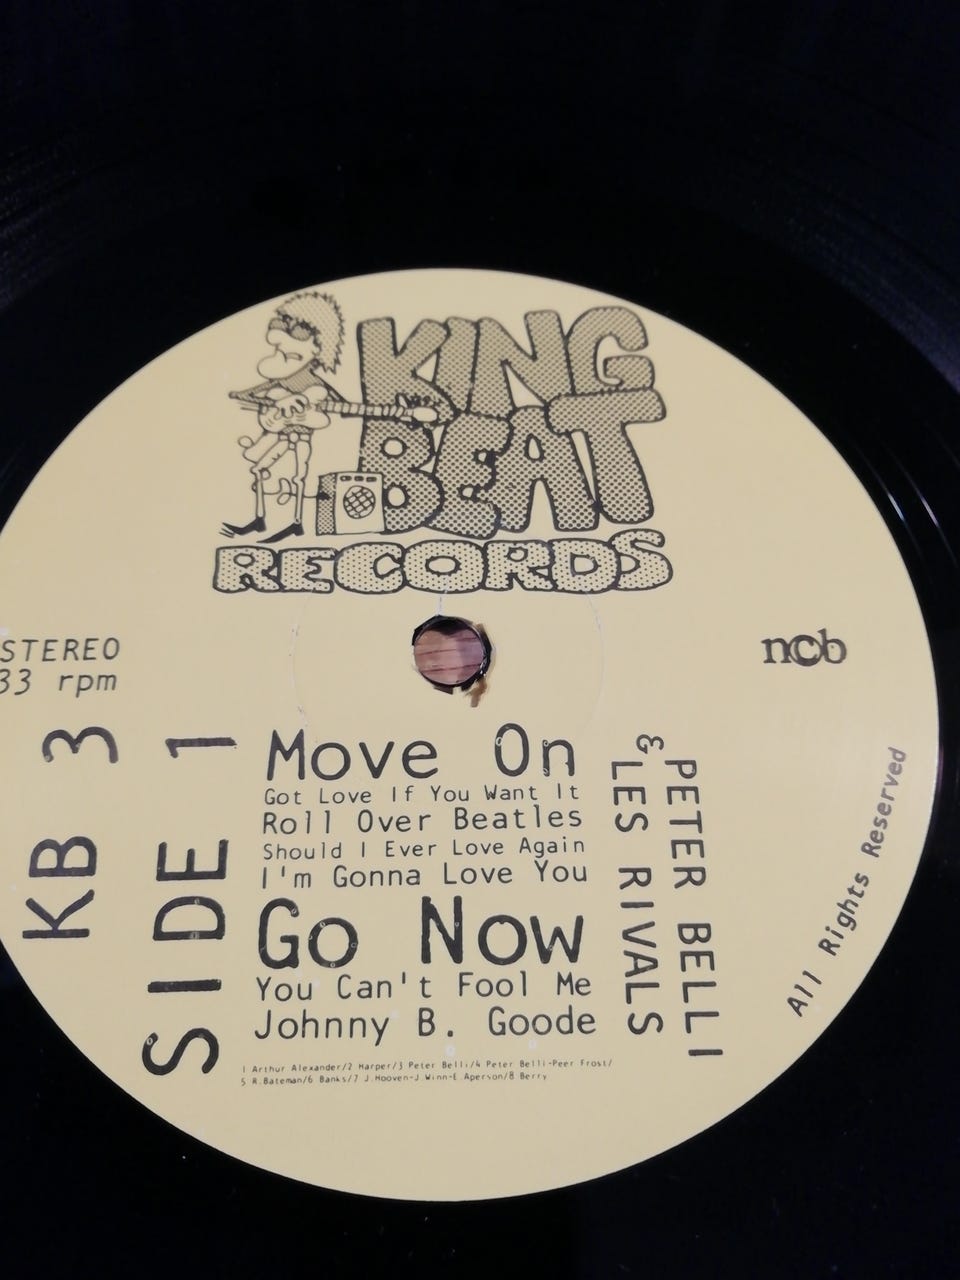 KING
BEAT
RECORDS
STEREO
33 rpm
ncb
KB 3
SIDE 1
Move On
Got Love If You Want It
Roll Over Beatles
Should I Ever Love Again
I'm Gonna Love You
Go Now
You Can't Fool Me
Johnny B. Goode
PETER BELLI
& LES RIVALS
All Rights Reserved
1 Arthur Alexander/2 Harper/3 Peter Belli/4 Peter Belli-Peer Frost/
5 R.Bateman/6 Banks/7 J.Hooven-J.Winn-E.Aperson/8 Berry